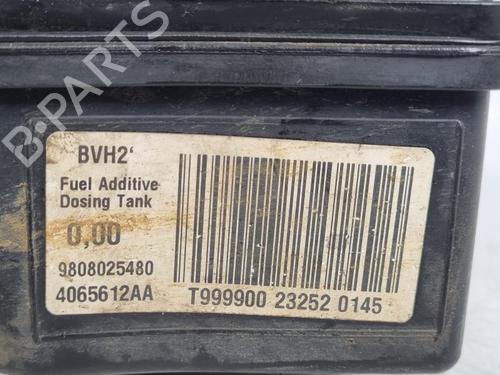 B-PARTS
BVH2'
Fuel Additive
Dosing Tank
0,00
9808025480
4065612AA
T999900 23252 0145